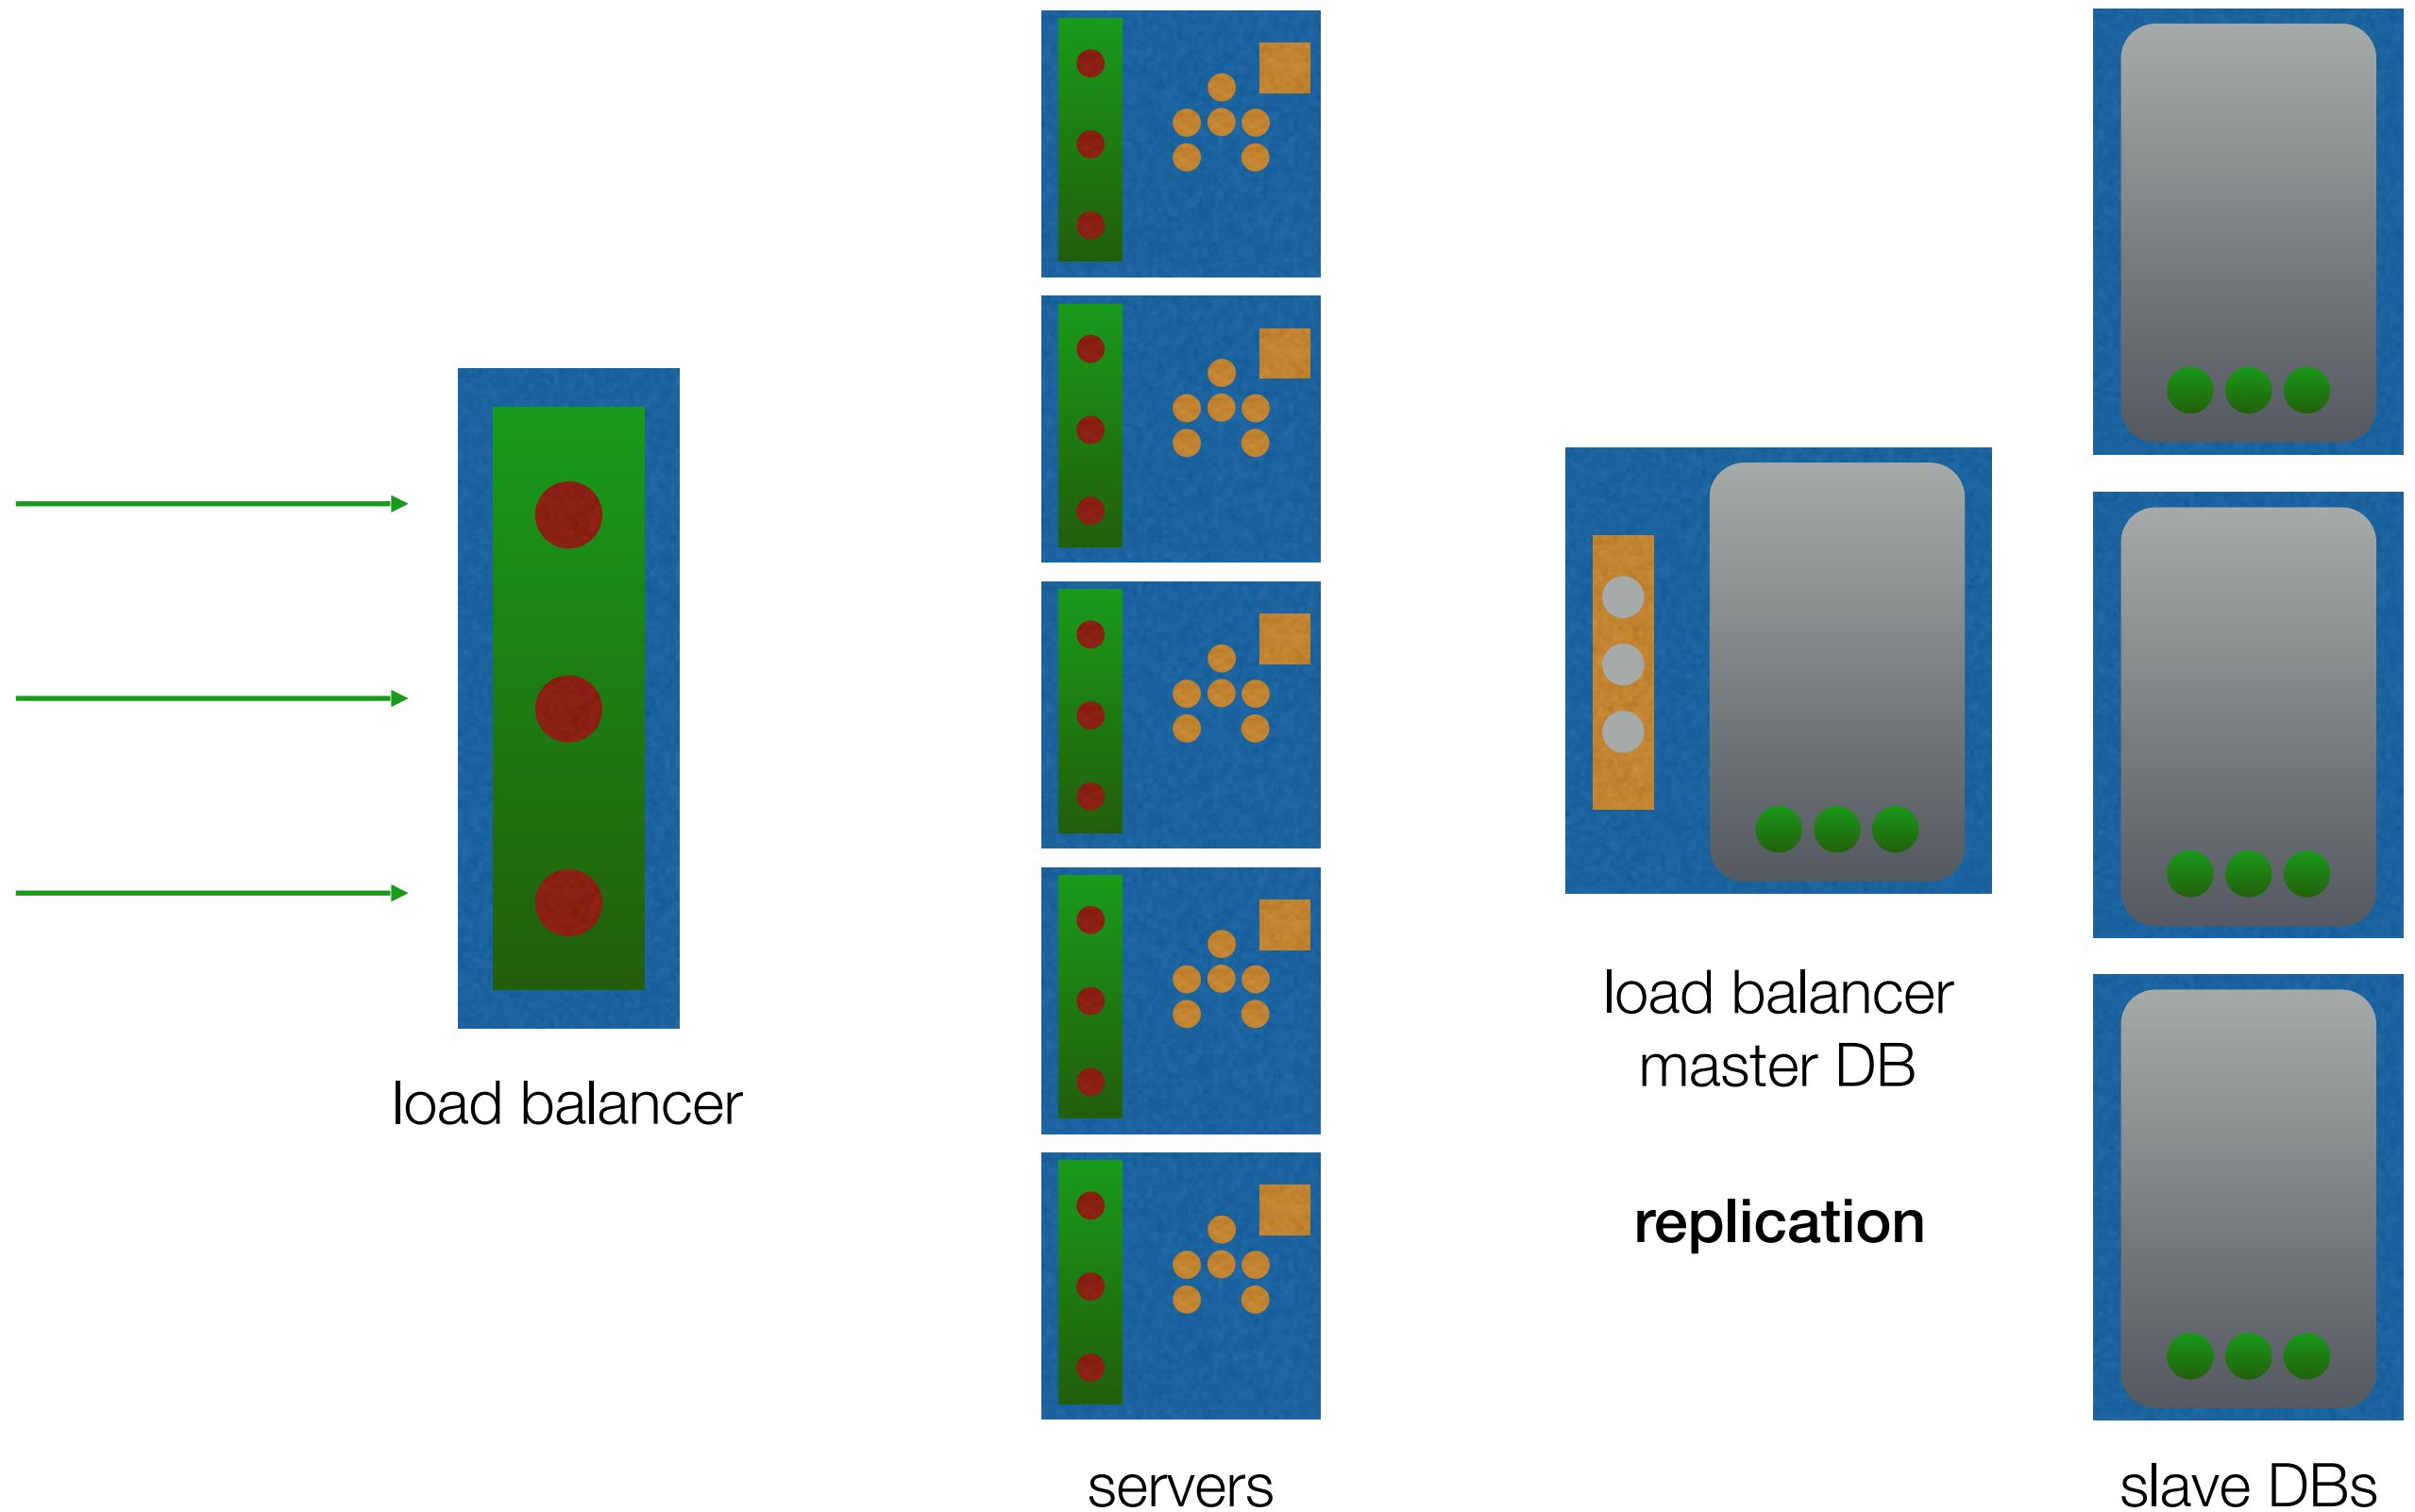 load balancer
servers
load balancer
master DB
replication
slave DBs